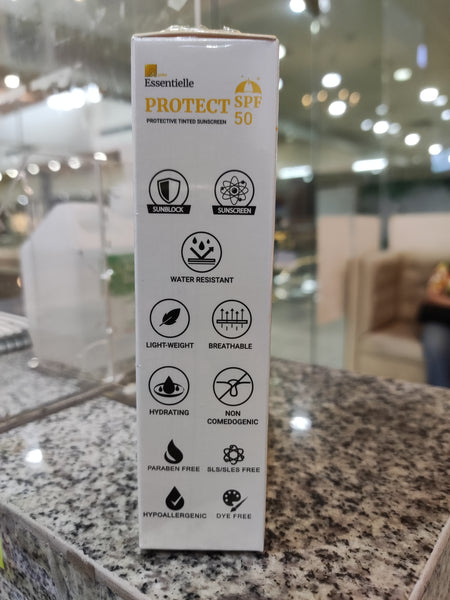 Essentielle
PROTECT SPF
50
PROTECTIVE TINTED SUNSCREEN
SUNBLOCK SUNSCREEN
WATER RESISTANT
LIGHT-WEIGHT BREATHABLE
HYDRATING NON
COMEDOGENIC
PARABEN FREE SLS/SLES FREE
HYPOALLERGENIC DYE FREE